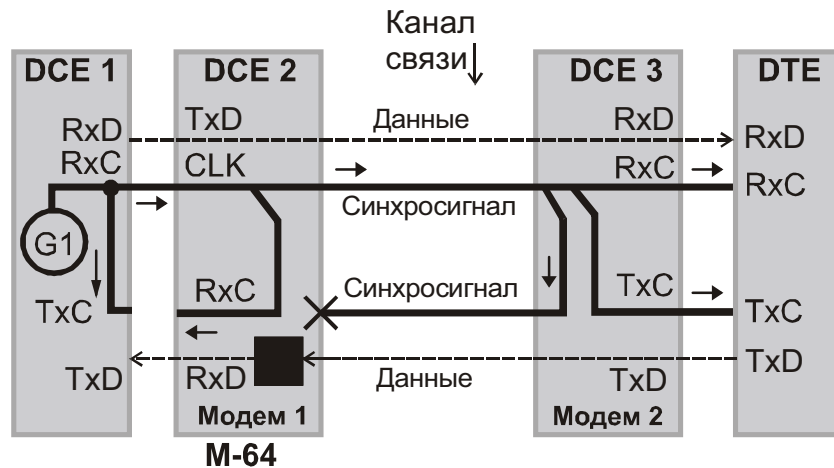 Канал
связи
DCE 1
DCE 2
DCE 3
DTE
RxD
TxD
Данные
RxD
RxD
RxC
CLK
RxC
RxC
Синхросигнал
G1
TxC
RxC
Синхросигнал
TxC
TxC
TxD
RxD
Данные
TxD
TxD
Модем 1
Модем 2
М-64